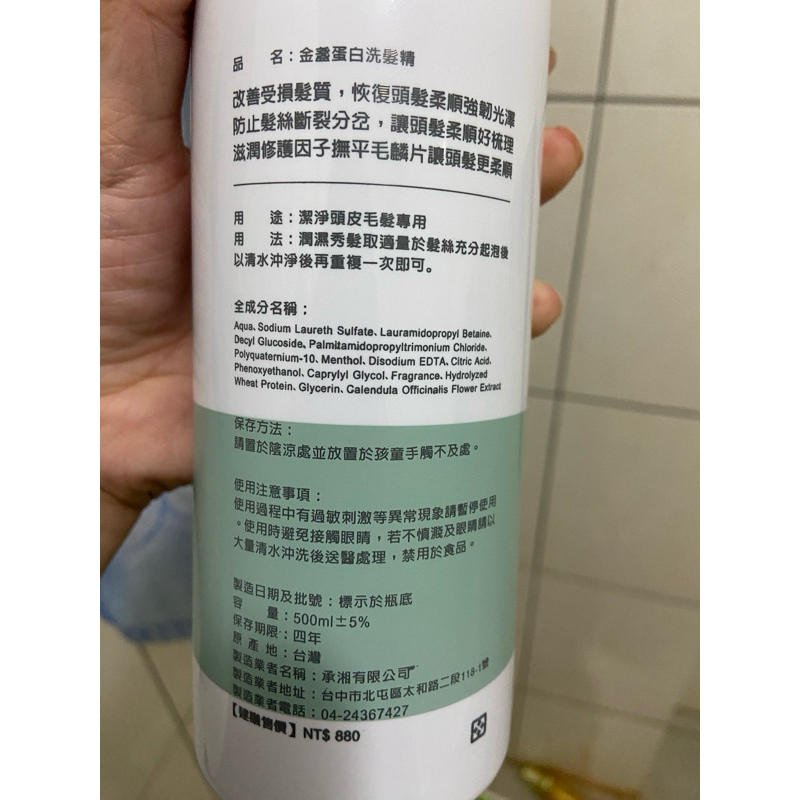 品　　名：金盞蛋白洗髮精
改善受損髮質，恢復頭髮柔順強韌光澤
防止髮絲斷裂分岔，讓頭髮柔順好梳理
滋潤修護因子撫平毛麟片讓頭髮更柔順
用　　途：潔淨頭皮毛髮專用
用　　法：潤濕秀髮取適量於髮絲充分起泡後
以清水沖淨後再重複一次即可。
全成分名稱：
Aqua、Sodium Laureth Sulfate、Lauramidopropyl Betaine、
Decyl Glucoside、Palmitamidopropyltrimonium Chloride、
Polyquaternium-10、Menthol、Disodium EDTA、Citric Acid、
Phenoxyethanol、Caprylyl Glycol、Fragrance、Hydrolyzed
Wheat Protein、Glycerin、Calendula Officinalis Flower Extract
保存方法：
請置於陰涼處並放置於孩童手觸不及處。
使用注意事項：
使用過程中有過敏刺激等異常現象請暫停使用
。使用時避免接觸眼睛，若不慎濺及眼睛請以
大量清水沖洗後送醫處理，禁用於食品。
製造日期及批號：標示於瓶底
容　　量：500ml±5%
保存期限：四年
原 產 地：台灣
製造業者名稱：承湘有限公司
製造業者地址：台中市北屯區太和路二段118-1號
製造業者電話：04-24367427
【建議售價】NT$ 880